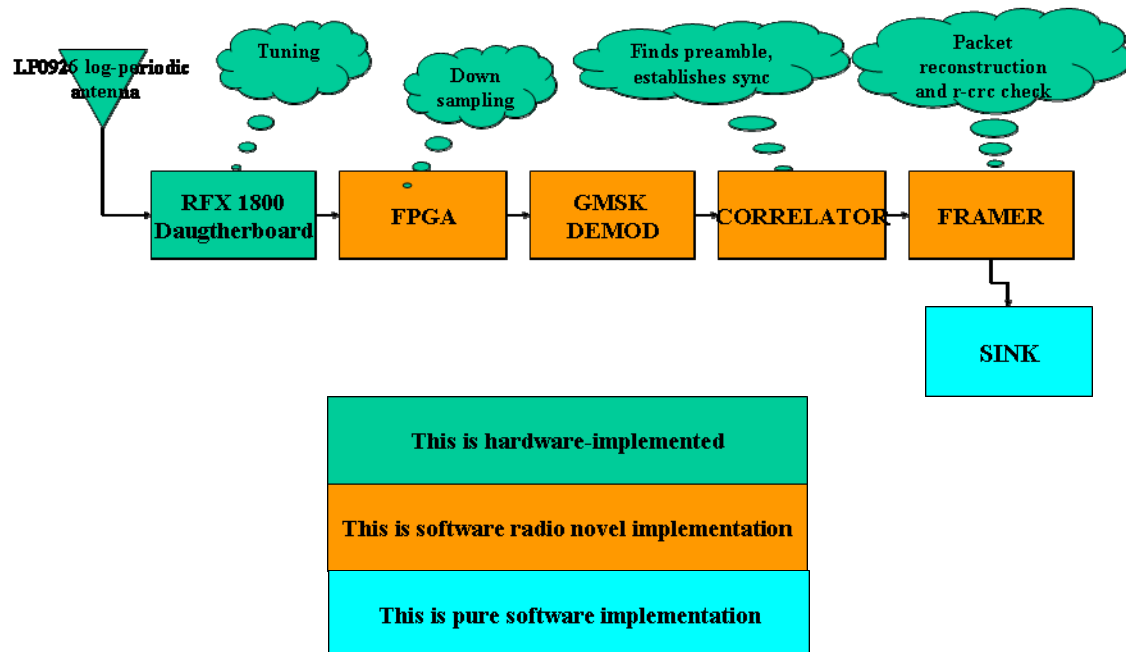 LP0926 log-periodic
antenna
Tuning
Down
sampling
Finds preamble,
establishes sync
Packet
reconstruction
and r-crc check
RFX 1800
Daugtherboard
FPGA
GMSK
DEMOD
CORRELATOR
FRAMER
SINK
This is hardware-implemented
This is software radio novel implementation
This is pure software implementation